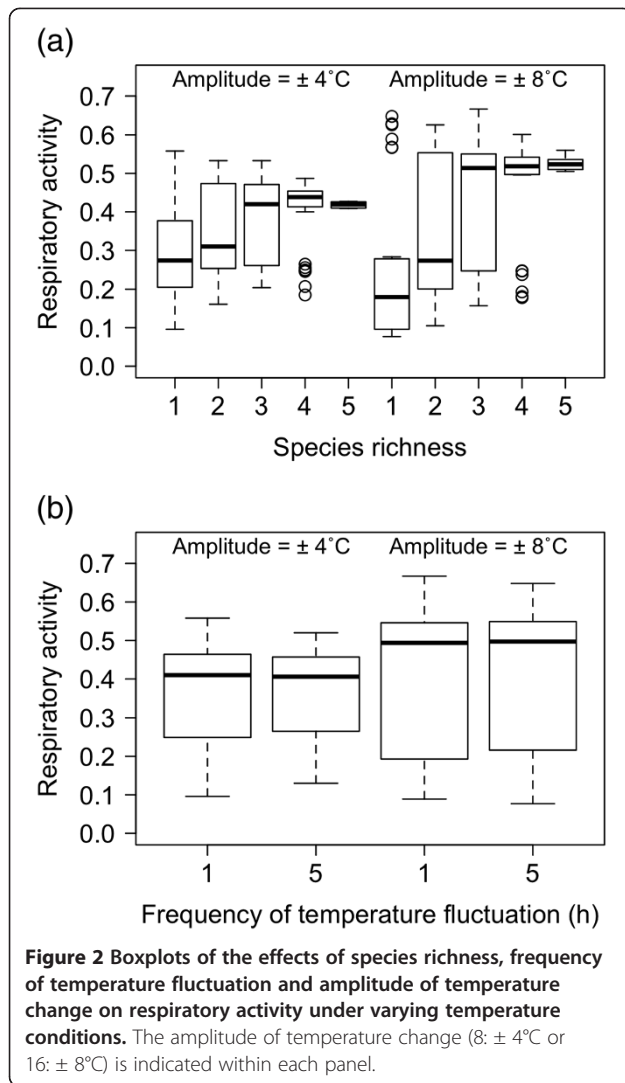 (a)
Amplitude = ± 4˚C Amplitude = ± 8˚C
Respiratory activity
0.7
0.6
0.5
0.4
0.3
0.2
0.1
0.0
1 2 3 4 5 1 2 3 4 5
Species richness
(b)
Amplitude = ± 4˚C Amplitude = ± 8˚C
Respiratory activity
0.7
0.6
0.5
0.4
0.3
0.2
0.1
0.0
1 5 1 5
Frequency of temperature fluctuation (h)
Figure 2 Boxplots of the effects of species richness, frequency
of temperature fluctuation and amplitude of temperature
change on respiratory activity under varying temperature
conditions. The amplitude of temperature change (8: ± 4°C or
16: ± 8°C) is indicated within each panel.